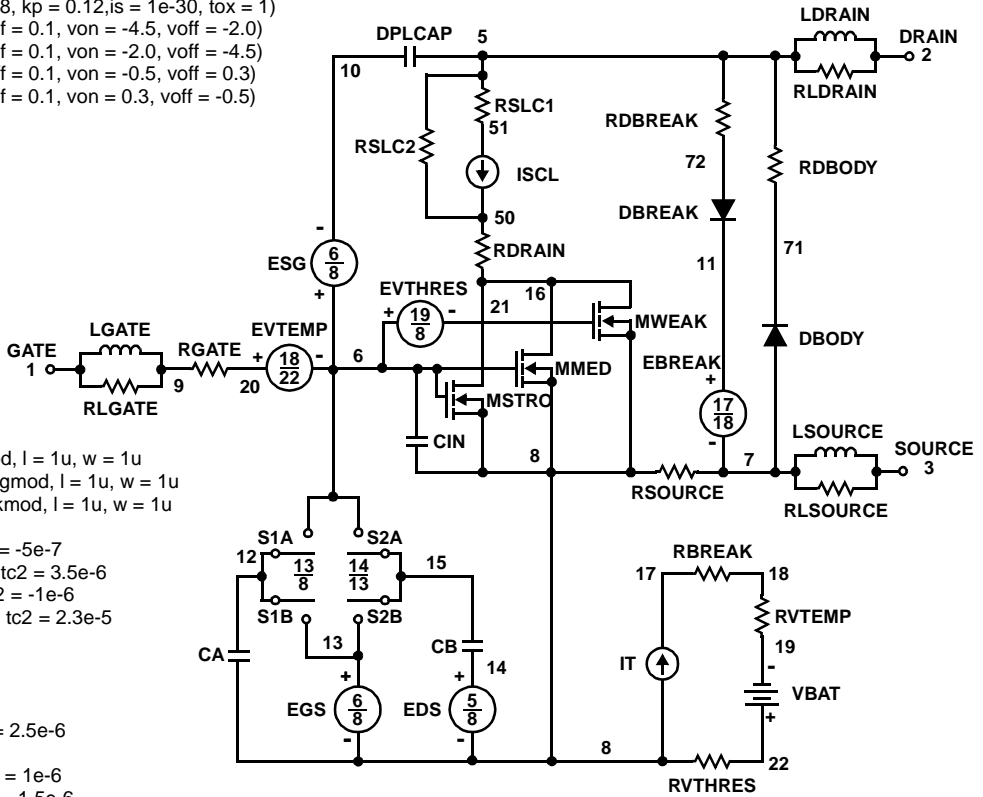 8, kp = 0.12,is = 1e-30, tox = 1)
f = 0.1, von = -4.5, voff = -2.0)
f = 0.1, von = -2.0, voff = -4.5)
f = 0.1, von = -0.5, voff = 0.3)
f = 0.1, von = 0.3, voff = -0.5)
LDRAIN
DPLCAP
5
DRAIN
2
10
RLDRAIN
RSLC1
51
RDBREAK
RSLC2
72
RDBODY
ISCL
DBREAK
50
RDRAIN
71
11
ESG
6
8
-
+
EVTHRES
+
19
8
-
16
21
MWEAK
LGATE
EVTEMP
GATE
1
RGATE
+
18
22
-
6
MMED
EBREAK
DBODY
9
20
RLGATE
MSTRO
+
17
18
-
CIN
LSOURCE
8
7
SOURCE
3
RSOURCE
RLSOURCE
d, l = 1u, w = 1u
gmod, l = 1u, w = 1u
kmod, l = 1u, w = 1u
= -5e-7
tc2 = 3.5e-6
2 = -1e-6
tc2 = 2.3e-5
S1A
S2A
12
13
8
14
13
15
S1B
S2B
13
CA
CB
14
+
EGS
6
8
-
+
EDS
5
8
-
RBREAK
17
18
RVTEMP
19
IT
-
VBAT
+
8
22
RVTHRES
= 2.5e-6
= 1e-6